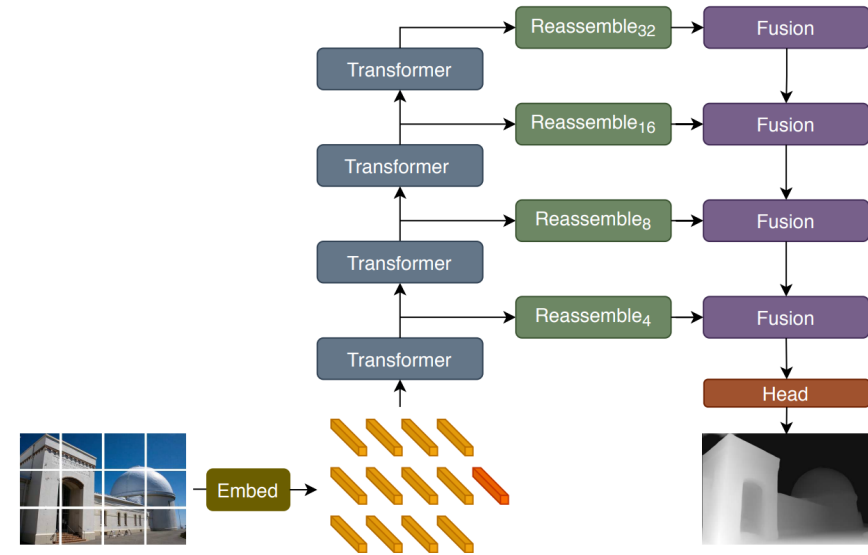 Reassemble32
Fusion
Transformer
Reassemble16
Fusion
Transformer
Reassemble8
Fusion
Transformer
Reassemble4
Fusion
Transformer
Head
Embed